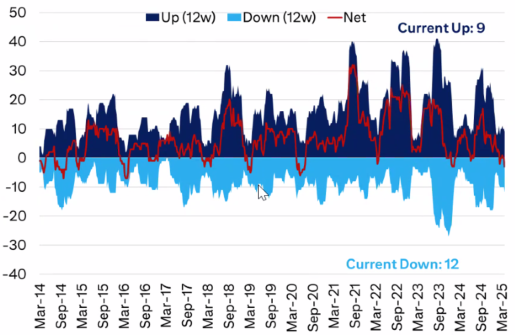 Up (12w) Down (12w) Net
Current Up: 9
50
40
30
20
10
0
-10
-20
-30
-40
Current Down: 12
Mar-14
Sep-14
Mar-15
Sep-15
Mar-16
Sep-16
Mar-17
Sep-17
Mar-18
Sep-18
Mar-19
Sep-19
Mar-20
Sep-20
Mar-21
Sep-21
Mar-22
Sep-22
Mar-23
Sep-23
Mar-24
Sep-24
Mar-25